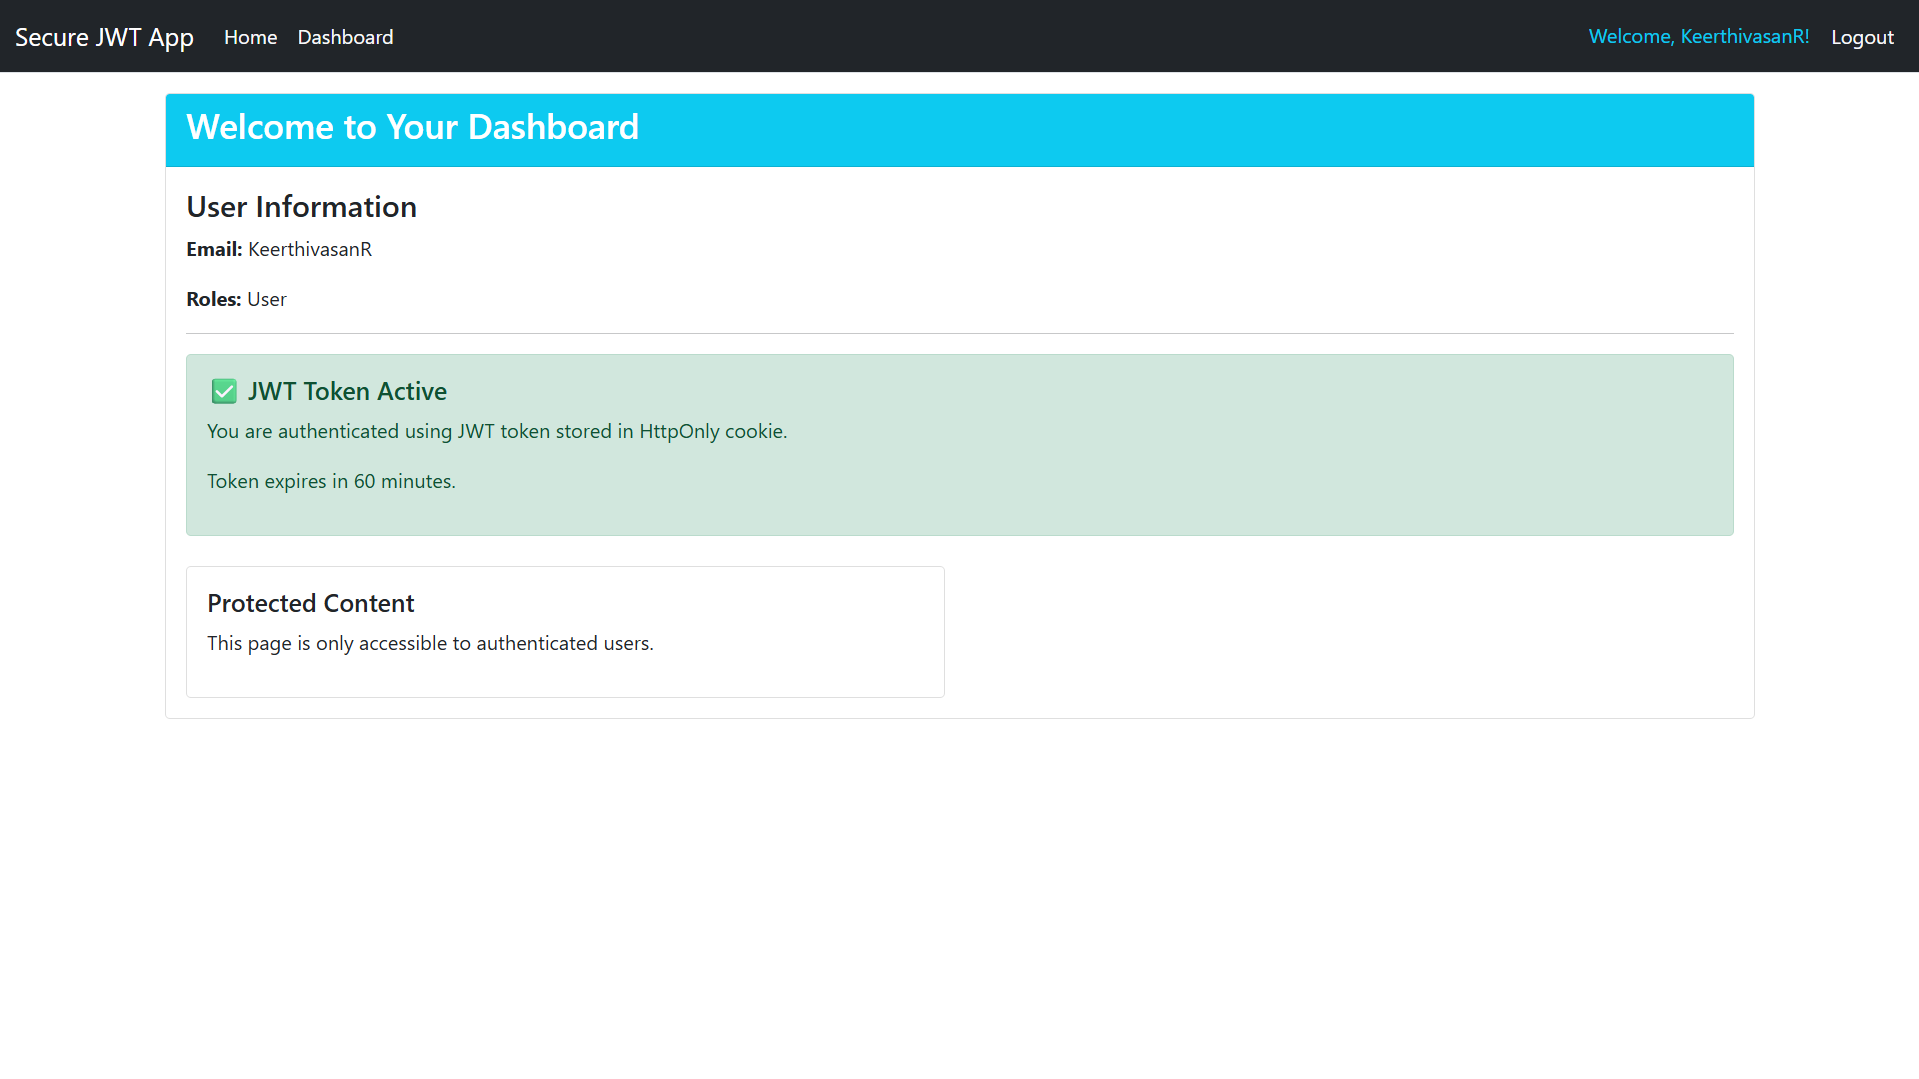 Secure JWT App
Home
Dashboard
Welcome, KeerthivasanR!
Logout
Welcome to Your Dashboard
User Information
Email: KeerthivasanR
Roles: User
✅ JWT Token Active
You are authenticated using JWT token stored in HttpOnly cookie.
Token expires in 60 minutes.
Protected Content
This page is only accessible to authenticated users.